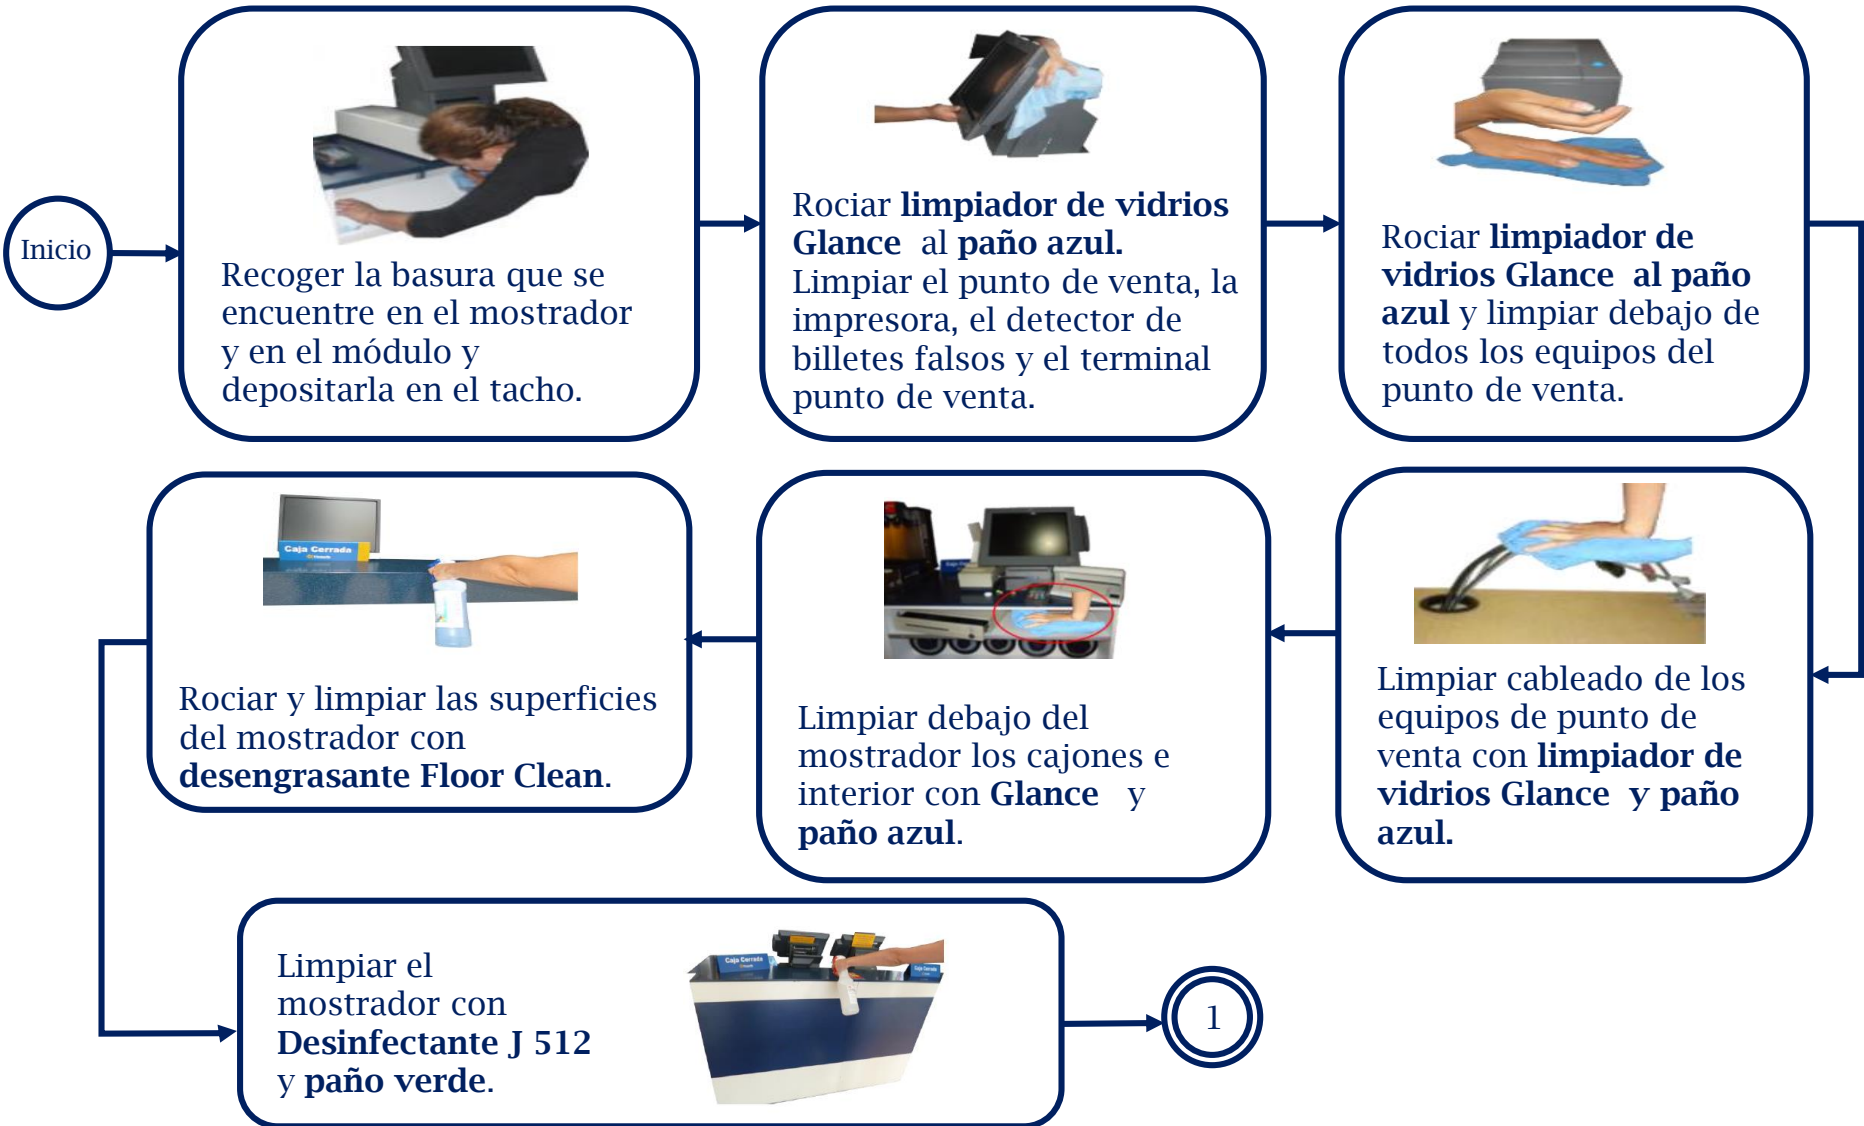 Inicio
Recoger la basura que se
encuentre en el mostrador
y en el módulo y
depositarla en el tacho.
Rociar limpiador de vidrios
Glance al paño azul.
Limpiar el punto de venta, la
impresora, el detector de
billetes falsos y el terminal
punto de venta.
Rociar limpiador de
vidrios Glance al paño
azul y limpiar debajo de
todos los equipos del
punto de venta.
Limpiar cableado de los
equipos de punto de
venta con limpiador de
vidrios Glance y paño
azul.
Limpiar debajo del
mostrador los cajones e
interior con Glance y
paño azul.
Caja Cerrada
Rociar y limpiar las superficies
del mostrador con
desengrasante Floor Clean.
Limpiar el
mostrador con
Desinfectante J 512
y paño verde.
Caja Cerrada
Caja Cerrada
1